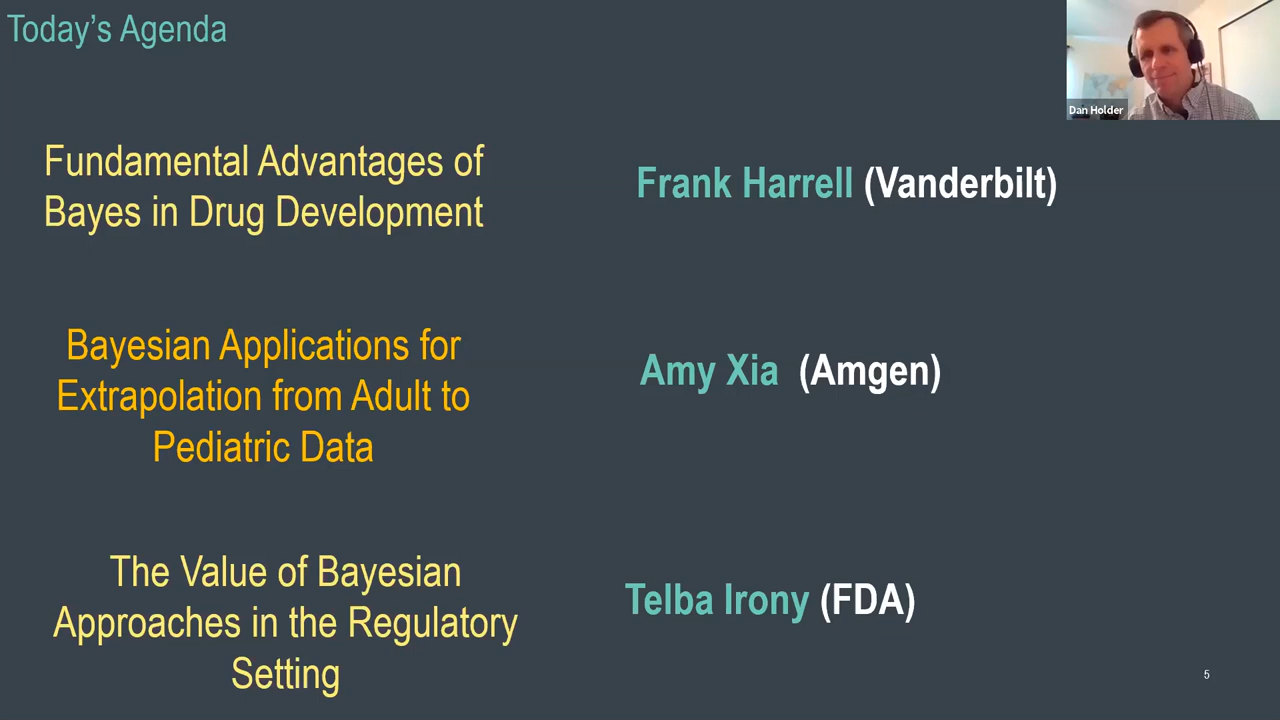 Today's Agenda
Dan Holder
Fundamental Advantages of
Bayes in Drug Development
Frank Harrell (Vanderbilt)
Bayesian Applications for
Extrapolation from Adult to
Pediatric Data
Amy Xia (Amgen)
The Value of Bayesian
Approaches in the Regulatory
Setting
Telba Irony (FDA)
5